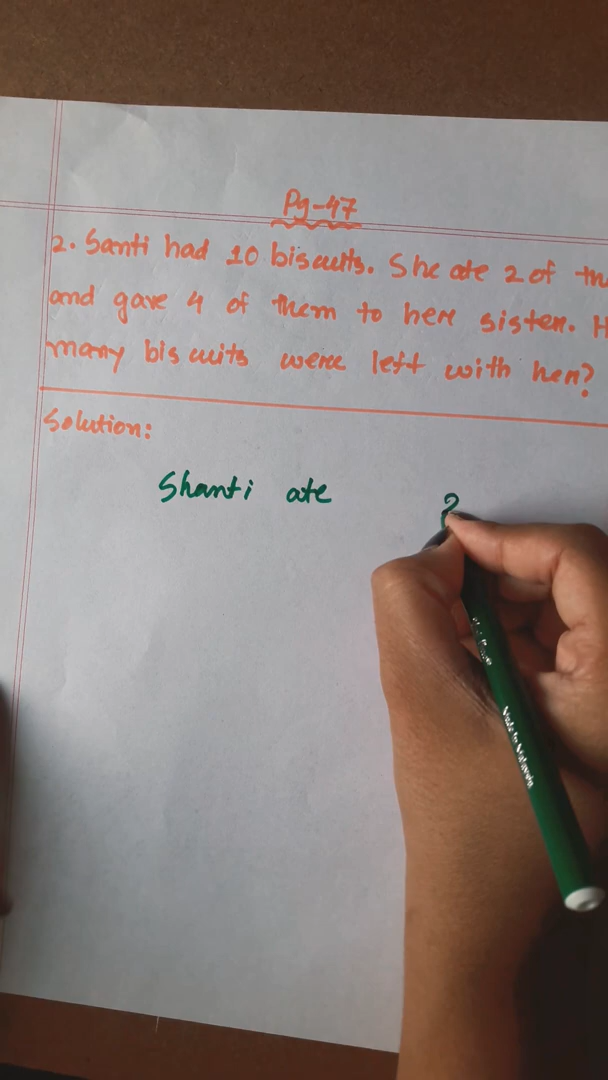 Pg-47
2. Santi had 10 biscuits. She ate 2 of
and gave 4 of them to here sister.
many biscuits were left with her?
Solution:
Shanti ate 2